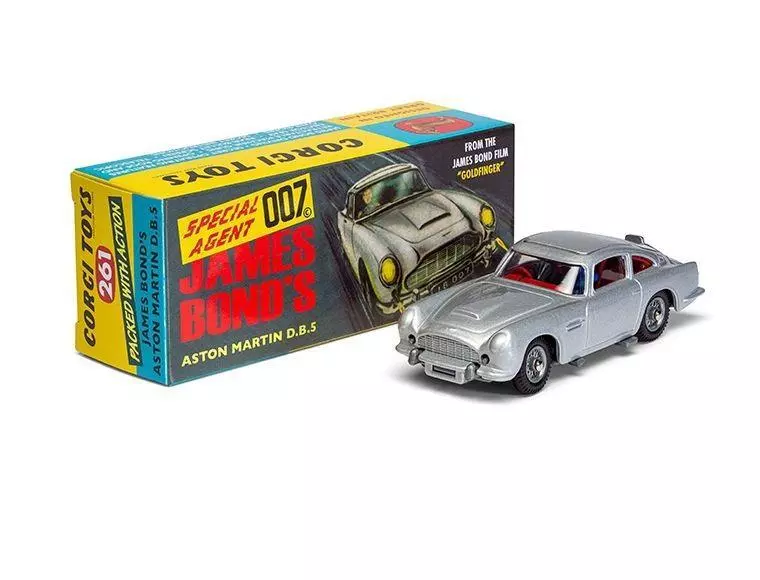 CORGI TOYS
FROM THE
JAMES BOND FILM
"GOLDFINGER"
SPECIAL
AGENT
007
©
JAMES
BOND'S
ASTON MARTIN D.B.5
CORGI TOYS
261
PACKED WITH ACTION
JAMES BOND'S
ASTON MARTIN D.B.5